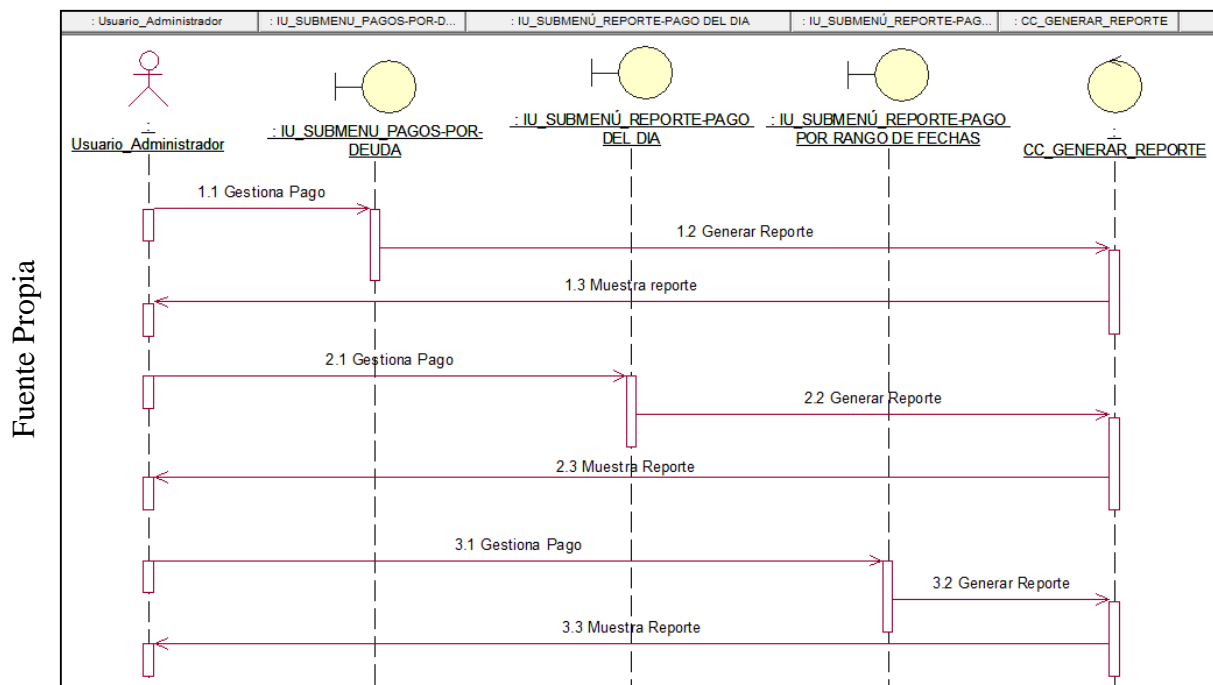 : Usuario_Administrador
: IU_SUBMENU_PAGOS-POR-D...
: IU_SUBMENÚ_REPORTE-PAGO DEL DIA
: IU_SUBMENÚ_REPORTE-PAG...
: CC_GENERAR_REPORTE
:
Usuario_Administrador
: IU_SUBMENU_PAGOS-POR-
DEUDA
: IU_SUBMENÚ_REPORTE-PAGO
DEL DIA
: IU_SUBMENÚ_REPORTE-PAGO
POR RANGO DE FECHAS
:
CC_GENERAR_REPORTE
1.1 Gestiona Pago
1.2 Generar Reporte
1.3 Muestra reporte
2.1 Gestiona Pago
2.2 Generar Reporte
2.3 Muestra Reporte
3.1 Gestiona Pago
3.2 Generar Reporte
3.3 Muestra Reporte
Fuente Propia